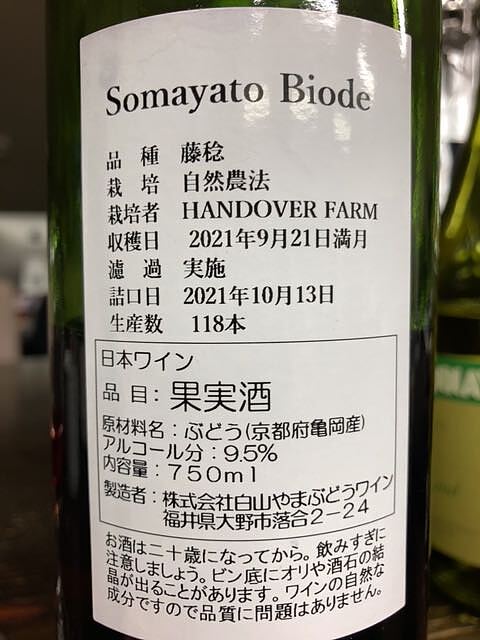 Somayato Biode
品 種 藤稔
栽 培 自然農法
栽培者 HANDOVER FARM
収穫日 2021年9月21日満月
濾 過 実施
詰口日 2021年10月13日
生産数 118本
日本ワイン
品 目: 果実酒
原材料名:ぶどう(京都府亀岡産)
アルコール分:9.5%
内容量:750ml
製造者:株式会社白山やまぶどうワイン
福井県大野市落合2-24
お酒は二十歳になってから。飲みすぎに
注意しましょう。ビン底にオリや酒石の結
晶が出ることがあります。ワインの自然な
成分ですので品質に問題はありません。